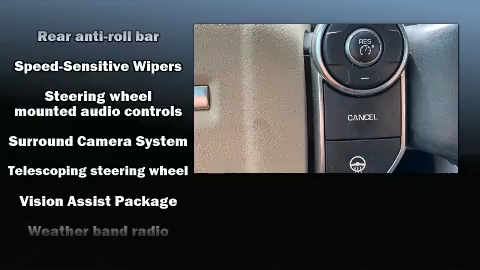 Rear anti-roll bar
Speed-Sensitive Wipers
Steering wheel
mounted audio controls
Surround Camera System
Telescoping steering wheel
Vision Assist Package
Weather band radio
RES
CANCEL